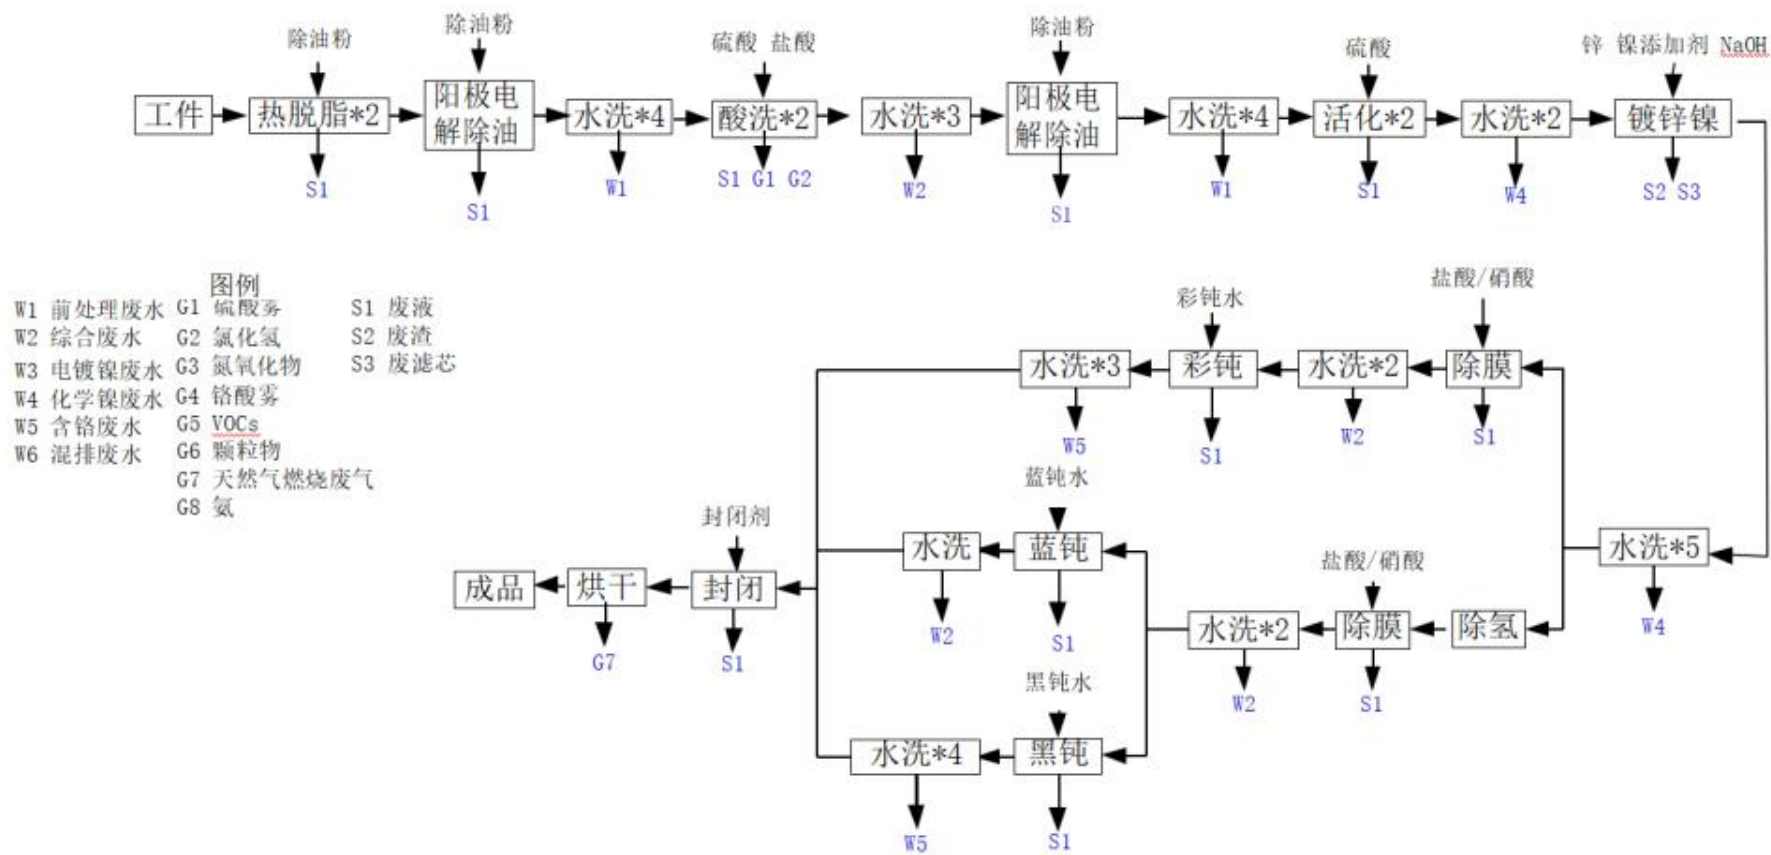 除油粉
除油粉
硫酸 盐酸
除油粉
硫酸
锌 镍添加剂 NaOH
工件
热脱脂*2
阳极电
解除油
水洗*4
酸洗*2
水洗*3
阳极电
解除油
水洗*4
活化*2
水洗*2
镀锌镍
S1
S1
W1
S1 G1 G2
W2
S1
W1
S1
W4
S2 S3
图例
W1 前处理废水 G1 硫酸雾 S1 废液
W2 综合废水 G2 氯化氢 S2 废渣
W3 电镀镍废水 G3 氮氧化物 S3 废滤芯
W4 化学镍废水 G4 铬酸雾
W5 含铬废水 G5 VOCs
W6 混排废水 G6 颗粒物
G7 天然气燃烧废气
G8 氨
彩钝水
盐酸/硝酸
水洗*3
彩钝
水洗*2
除膜
W5
S1
W2
S1
蓝钝水
封闭剂
水洗
蓝钝
盐酸/硝酸
水洗*5
成品
烘干
封闭
水洗*2
除膜
除氢
W2
S1
W4
G7
S1
W2
S1
黑钝水
水洗*4
黑钝
W5
S1